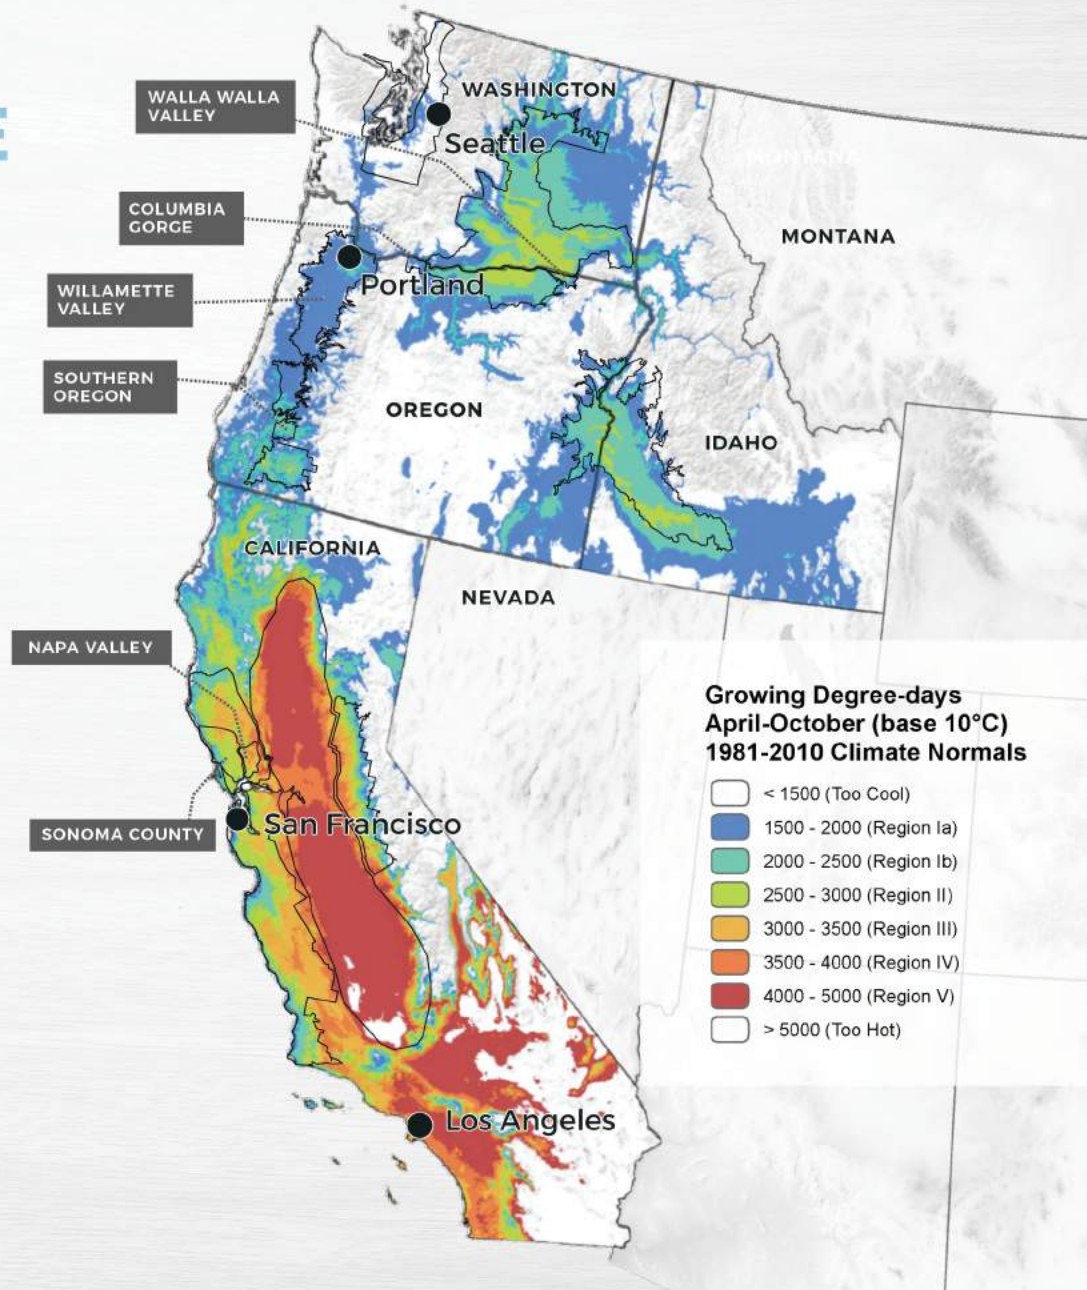 WASHINGTON
WALLA WALLA
VALLEY
Seattle
MONTANA
COLUMBIA
GORGE
MONTANA
Portland
WILLAMETTE
VALLEY
SOUTHERN
OREGON
OREGON
IDAHO
CALIFORNIA
NEVADA
NAPA VALLEY
SONOMA COUNTY
San Francisco
Los Angeles
Growing Degree-days
April-October (base 10°C)
1981-2010 Climate Normals
< 1500 (Too Cool)
1500 - 2000 (Region Ia)
2000 - 2500 (Region Ib)
2500 - 3000 (Region II)
3000 - 3500 (Region III)
3500 - 4000 (Region IV)
4000 - 5000 (Region V)
> 5000 (Too Hot)